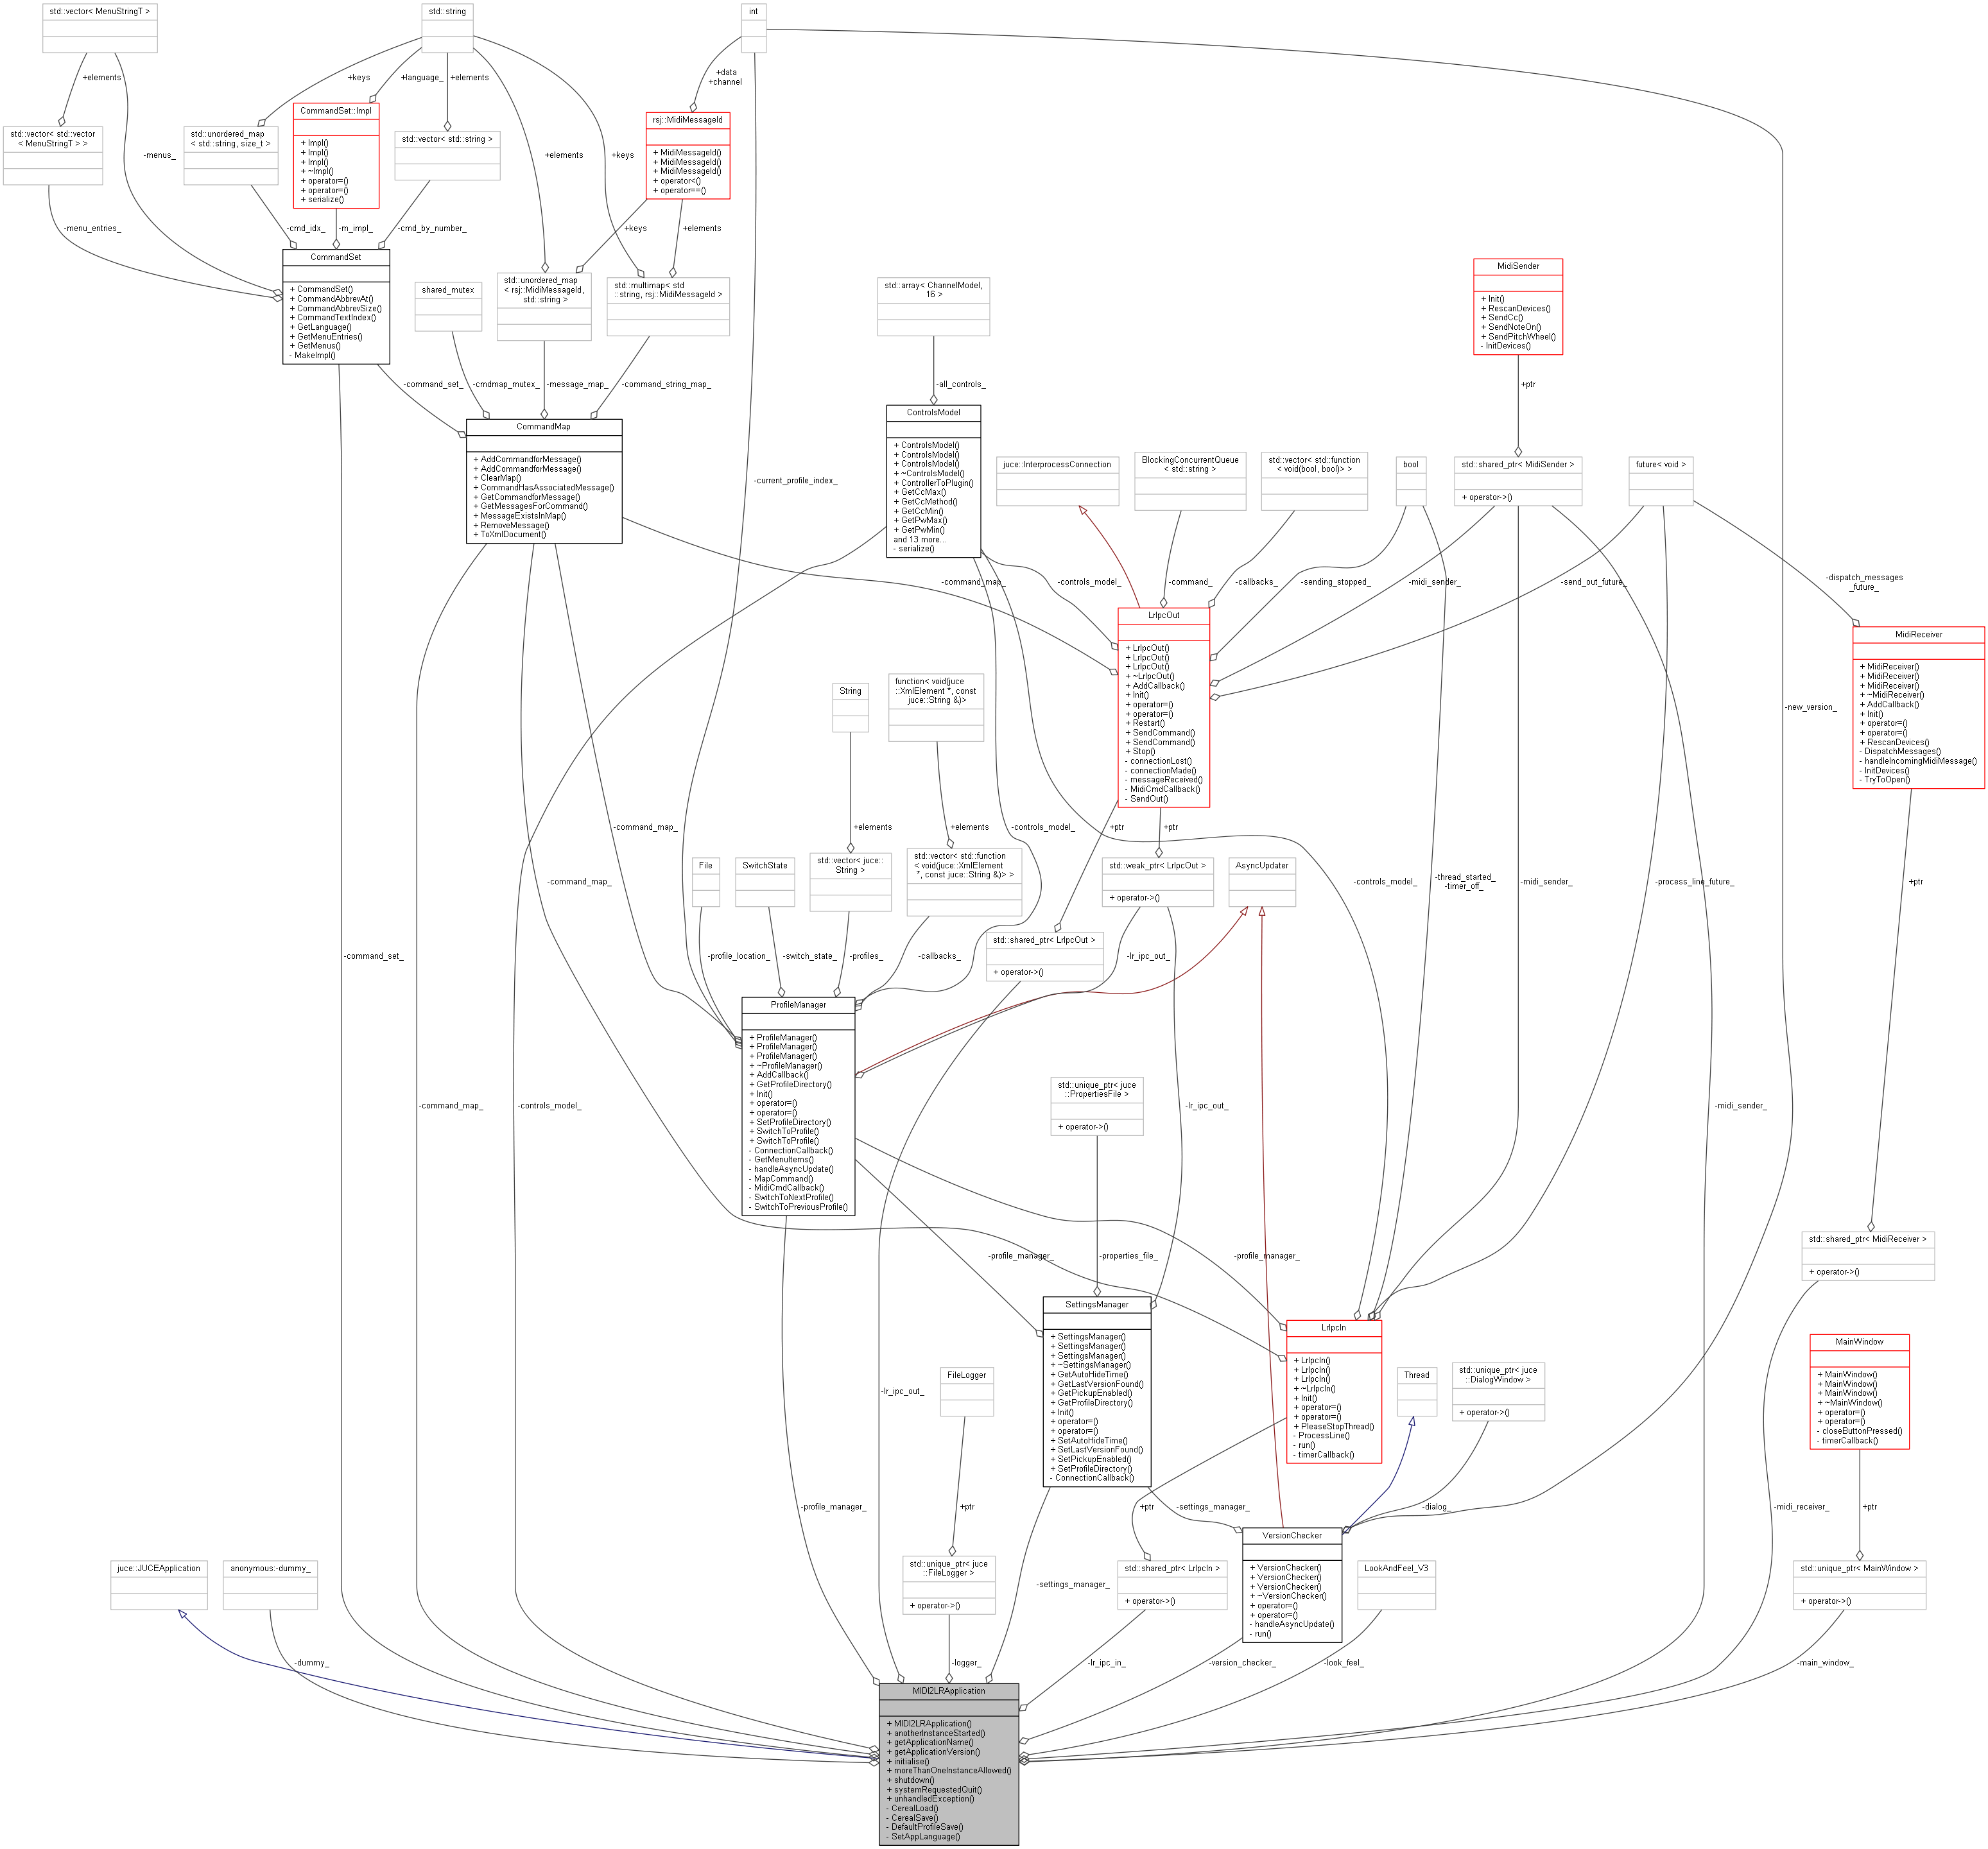 std::vector< MenuStringT >
std::string
int
+elements
+keys
+language_
+elements
+data
+channel
std::vector< std::vector
< MenuStringT > >
-menus_
std::unordered_map
< std::string, size_t >
CommandSet::Impl
+ Impl()
+ Impl()
+ Impl()
+ ~Impl()
+ operator=()
+ operator=()
+ serialize()
std::vector< std::string >
+elements
+keys
rsj::MidiMessageId
+ MidiMessageId()
+ MidiMessageId()
+ MidiMessageId()
+ operator<()
+ operator==()
-menu_entries_
-cmd_idx_
-m_impl_
-cmd_by_number_
+keys
+elements
CommandSet
+ CommandSet()
+ CommandAbbrevAt()
+ CommandAbbrevSize()
+ CommandTextIndex()
+ GetLanguage()
+ GetMenuEntries()
+ GetMenus()
- MakeImpl()
shared_mutex
std::unordered_map
< rsj::MidiMessageId,
std::string >
std::multimap< std
::string, rsj::MidiMessageId >
std::array< ChannelModel,
16 >
MidiSender
+ Init()
+ RescanDevices()
+ SendCc()
+ SendNoteOn()
+ SendPitchWheel()
- InitDevices()
-command_set_
-cmdmap_mutex_
-message_map_
-command_string_map_
-all_controls_
+ptr
CommandMap
+ AddCommandforMessage()
+ AddCommandforMessage()
+ ClearMap()
+ CommandHasAssociatedMessage()
+ GetCommandforMessage()
+ GetMessagesForCommand()
+ MessageExistsInMap()
+ RemoveMessage()
+ ToXmlDocument()
-current_profile_index_
ControlsModel
+ ControlsModel()
+ ControlsModel()
+ ControlsModel()
+ ~ControlsModel()
+ ControllerToPlugin()
+ GetCcMax()
+ GetCcMethod()
+ GetCcMin()
+ GetPwMax()
+ GetPwMin()
and 13 more...
- serialize()
juce::InterprocessConnection
BlockingConcurrentQueue
< std::string >
std::vector< std::function
< void(bool, bool)> >
bool
std::shared_ptr< MidiSender >
+ operator->()
future< void >
-command_map_
-controls_model_
-command_
-callbacks_
-sending_stopped_
-midi_sender_
-send_out_future_
-dispatch_messages
_future_
LrIpcOut
+ LrIpcOut()
+ LrIpcOut()
+ LrIpcOut()
+ ~LrIpcOut()
+ AddCallback()
+ Init()
+ operator=()
+ operator=()
+ Restart()
+ SendCommand()
+ SendCommand()
+ Stop()
- connectionLost()
- connectionMade()
- messageReceived()
- MidiCmdCallback()
- SendOut()
MidiReceiver
+ MidiReceiver()
+ MidiReceiver()
+ MidiReceiver()
+ ~MidiReceiver()
+ AddCallback()
+ Init()
+ operator=()
+ operator=()
+ RescanDevices()
- DispatchMessages()
- handleIncomingMidiMessage()
- InitDevices()
- TryToOpen()
String
function< void(juce
::XmlElement *, const
juce::String &)>
-new_version_
-command_map_
+elements
+elements
-controls_model_
+ptr
+ptr
File
SwitchState
std::vector< juce::
String >
std::vector< std::function
< void(juce::XmlElement
*, const juce::String &)> >
std::weak_ptr< LrIpcOut >
+ operator->()
AsyncUpdater
-command_map_
-controls_model_
-thread_started_
-timer_off_
-midi_sender_
-process_line_future_
+ptr
std::shared_ptr< LrIpcOut >
+ operator->()
-command_set_
-profile_location_
-switch_state_
-profiles_
-callbacks_
-lr_ipc_out_
ProfileManager
+ ProfileManager()
+ ProfileManager()
+ ProfileManager()
+ ~ProfileManager()
+ AddCallback()
+ GetProfileDirectory()
+ Init()
+ operator=()
+ operator=()
+ SetProfileDirectory()
+ SwitchToProfile()
+ SwitchToProfile()
- ConnectionCallback()
- GetMenuItems()
- handleAsyncUpdate()
- MapCommand()
- MidiCmdCallback()
- SwitchToNextProfile()
- SwitchToPreviousProfile()
std::unique_ptr< juce
::PropertiesFile >
+ operator->()
-command_map_
-controls_model_
-lr_ipc_out_
-midi_sender_
std::shared_ptr< MidiReceiver >
+ operator->()
-profile_manager_
-properties_file_
-profile_manager_
SettingsManager
+ SettingsManager()
+ SettingsManager()
+ SettingsManager()
+ ~SettingsManager()
+ GetAutoHideTime()
+ GetLastVersionFound()
+ GetPickupEnabled()
+ GetProfileDirectory()
+ Init()
+ operator=()
+ operator=()
+ SetAutoHideTime()
+ SetLastVersionFound()
+ SetPickupEnabled()
+ SetProfileDirectory()
- ConnectionCallback()
LrIpcIn
+ LrIpcIn()
+ LrIpcIn()
+ LrIpcIn()
+ ~LrIpcIn()
+ Init()
+ operator=()
+ operator=()
+ PleaseStopThread()
- ProcessLine()
- run()
- timerCallback()
MainWindow
+ MainWindow()
+ MainWindow()
+ MainWindow()
+ ~MainWindow()
+ operator=()
+ operator=()
- closeButtonPressed()
- timerCallback()
FileLogger
Thread
std::unique_ptr< juce
::DialogWindow >
+ operator->()
-lr_ipc_out_
-profile_manager_
+ptr
+ptr
-settings_manager_
-dialog_
-midi_receiver_
+ptr
VersionChecker
+ VersionChecker()
+ VersionChecker()
+ VersionChecker()
+ ~VersionChecker()
+ operator=()
+ operator=()
- handleAsyncUpdate()
- run()
juce::JUCEApplication
anonymous:-dummy_
std::unique_ptr< juce
::FileLogger >
+ operator->()
-settings_manager_
std::shared_ptr< LrIpcIn >
+ operator->()
LookAndFeel_V3
std::unique_ptr< MainWindow >
+ operator->()
-dummy_
-logger_
-lr_ipc_in_
-version_checker_
-look_feel_
-main_window_
MIDI2LRApplication
+ MIDI2LRApplication()
+ anotherInstanceStarted()
+ getApplicationName()
+ getApplicationVersion()
+ initialise()
+ moreThanOneInstanceAllowed()
+ shutdown()
+ systemRequestedQuit()
+ unhandledException()
- CerealLoad()
- CerealSave()
- DefaultProfileSave()
- SetAppLanguage()